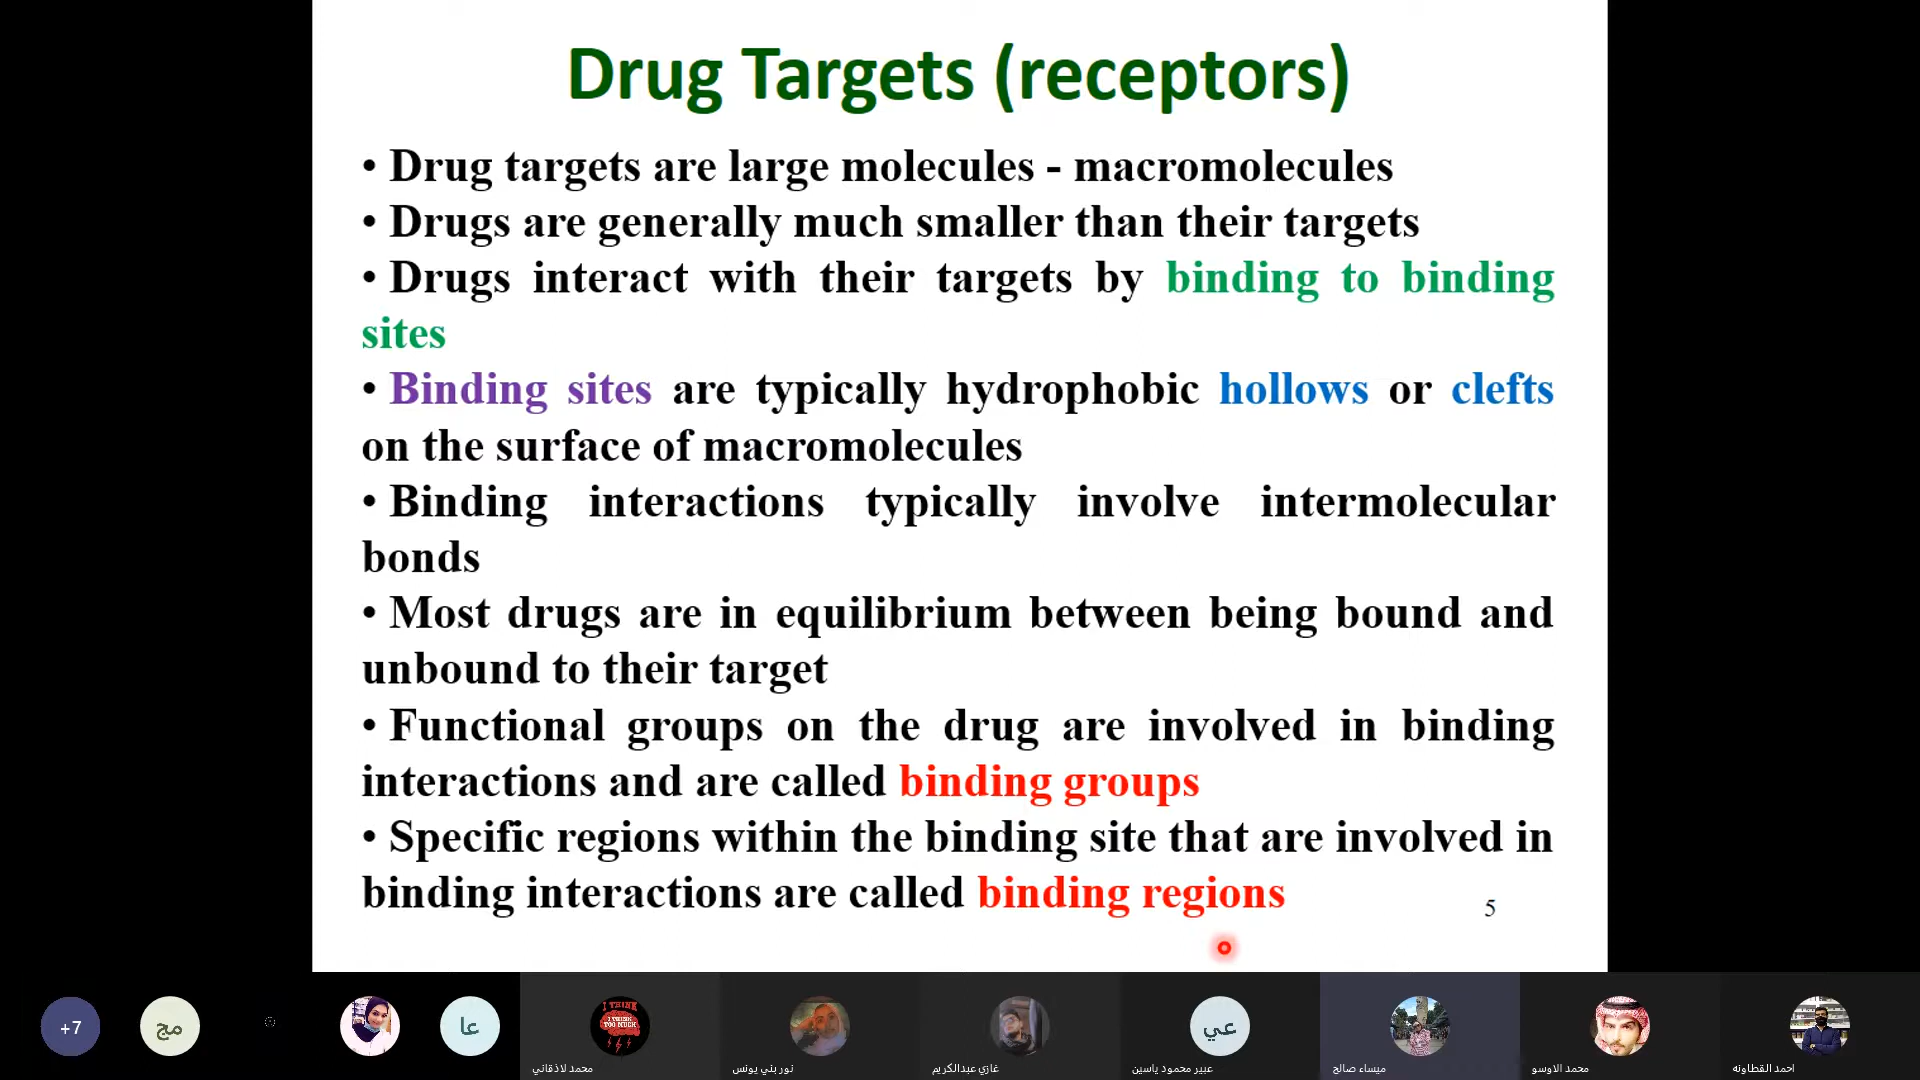 Drug Targets (receptors)
• Drug targets are large molecules - macromolecules
• Drugs are generally much smaller than their targets
• Drugs interact with their targets by binding to binding
sites
• Binding sites are typically hydrophobic hollows or clefts
on the surface of macromolecules
• Binding interactions typically involve intermolecular
bonds
• Most drugs are in equilibrium between being bound and
unbound to their target
• Functional groups on the drug are involved in binding
interactions and are called binding groups
• Specific regions within the binding site that are involved in
binding interactions are called binding regions
5
+7
مج
عا
I THINK
TOO MUCH
عي
محمد لاذقاني
نور بني يونس
غازي عبدالكريم
عبير محمود ياسين
ميساء صالح
محمد الاوسو
احمد القطاونه